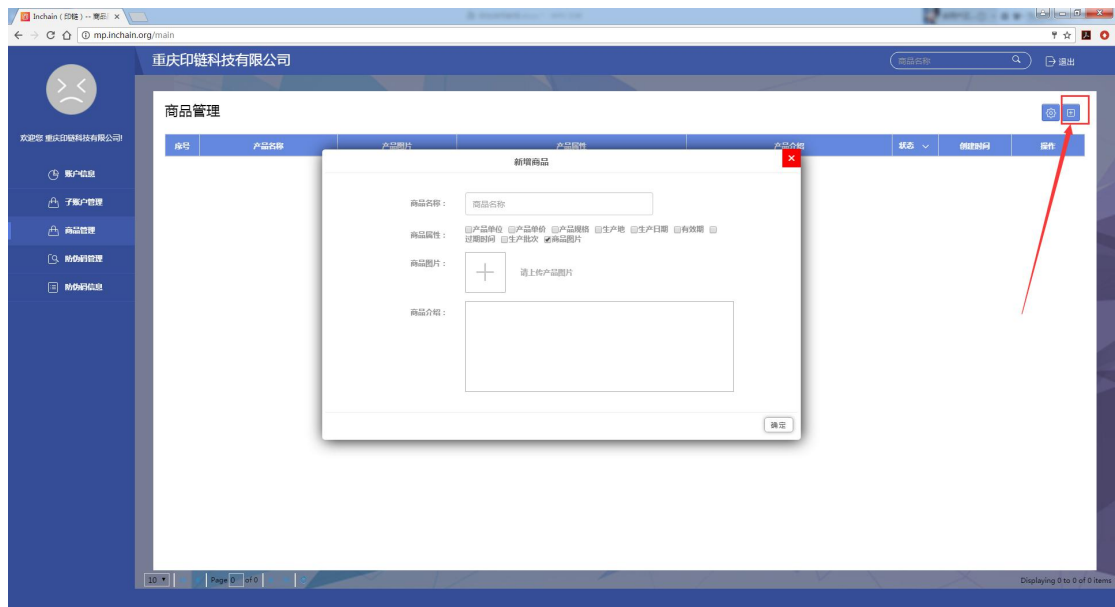 Inchain ( 印链 ) -- 商品
mp.inchain.org/main
重庆印链科技有限公司
商品名称
退出
欢迎您 重庆印链科技有限公司!
账户信息
子账户管理
商品管理
防伪码管理
防伪码信息
商品管理
序号 产品名称 产品图片 产品属性 产品介绍 状态 创建时间 操作
新增商品
商品名称 :
商品名称
商品属性 :
产品单位 产品单价 产品规格 生产地 生产日期 有效期
过期时间 生产批次 商品图片
商品图片 :
请上传产品图片
商品介绍 :
确定
10 Page 0 of 0
Displaying 0 to 0 of 0 items